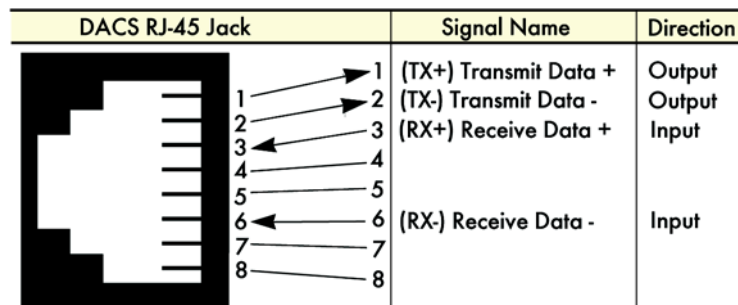 DACS RJ-45 Jack Signal Name Direction
1 1 (TX+) Transmit Data + Output
2 2 (TX-) Transmit Data - Output
3 3 (RX+) Receive Data + Input
4 4
5 5
6 6 (RX-) Receive Data - Input
7 7
8 8